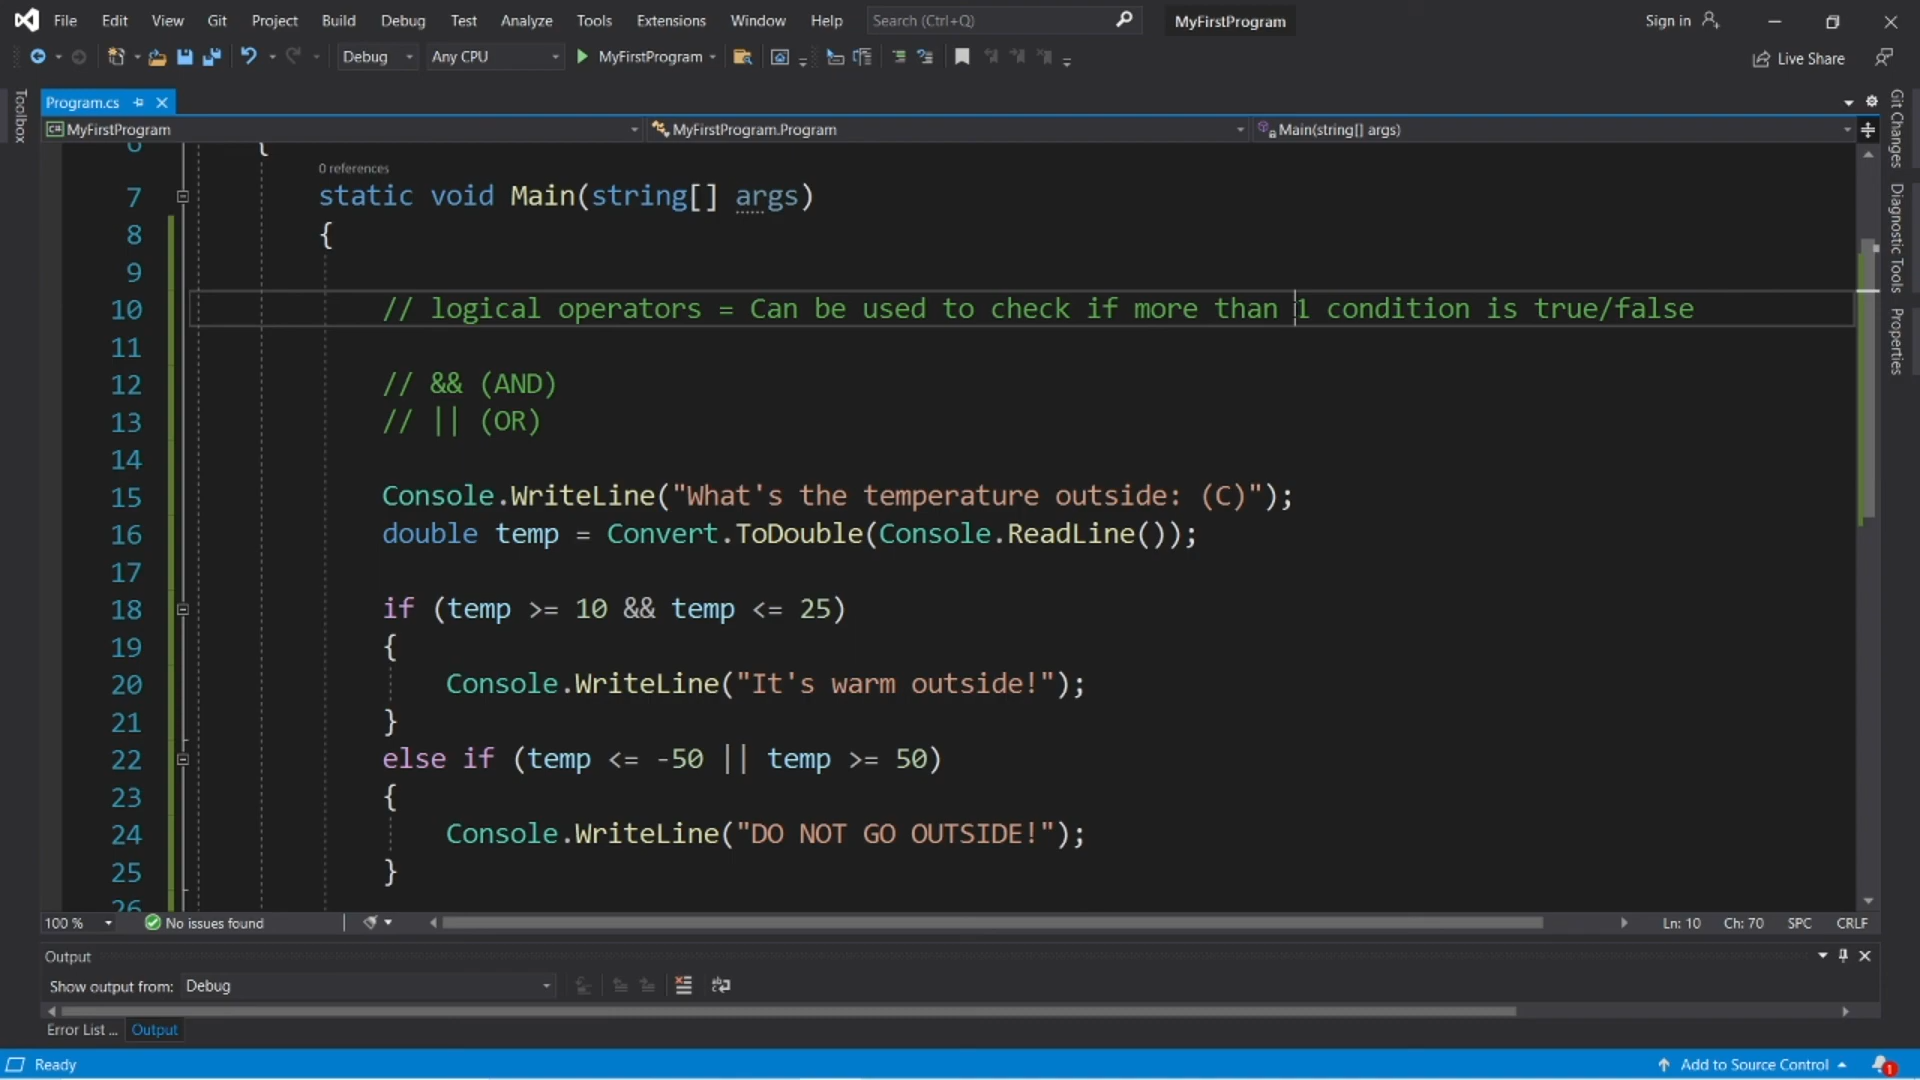 File Edit View Git Project Build Debug Test Analyze Tools Extensions Window Help Search (Ctrl+Q) MyFirstProgram Sign in
Debug Any CPU MyFirstProgram Live Share
Toolbox
Program.cs
C# MyFirstProgram MyFirstProgram.Program Main(string[] args)
Git Changes
Diagnostic Tools
Properties
6 {
0 references
7 static void Main(string[] args)
8 {
9
10 // logical operators = Can be used to check if more than 1 condition is true/false
11
12 // && (AND)
13 // || (OR)
14
15 Console.WriteLine("What's the temperature outside: (C)");
16 double temp = Convert.ToDouble(Console.ReadLine());
17
18 if (temp >= 10 && temp <= 25)
19 {
20 Console.WriteLine("It's warm outside!");
21 }
22 else if (temp <= -50 || temp >= 50)
23 {
24 Console.WriteLine("DO NOT GO OUTSIDE!");
25 }
26
100 % No issues found Ln: 10 Ch: 70 SPC CRLF
Output
Show output from: Debug
Error List ... Output
Ready Add to Source Control 1